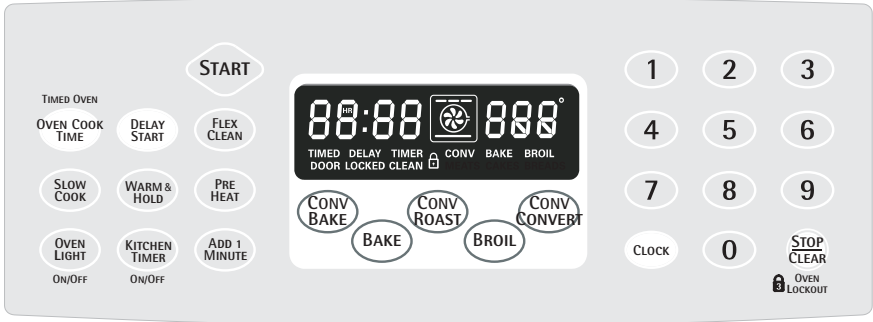 START
TIMED OVEN
OVEN COOK
TIME
DELAY
START
FLEX
CLEAN
SLOW
COOK
WARM &
HOLD
PRE
HEAT
OVEN
LIGHT
KITCHEN
TIMER
ADD 1
MINUTE
ON/OFF
ON/OFF
88:88
HR
888°
TIMED DELAY TIMER CONV BAKE BROIL
DOOR LOCKED CLEAN
CONV
BAKE
CONV
ROAST
CONV
CONVERT
BAKE
BROIL
1 2 3
4 5 6
7 8 9
CLOCK
0
STOP
CLEAR
3
OVEN
LOCKOUT